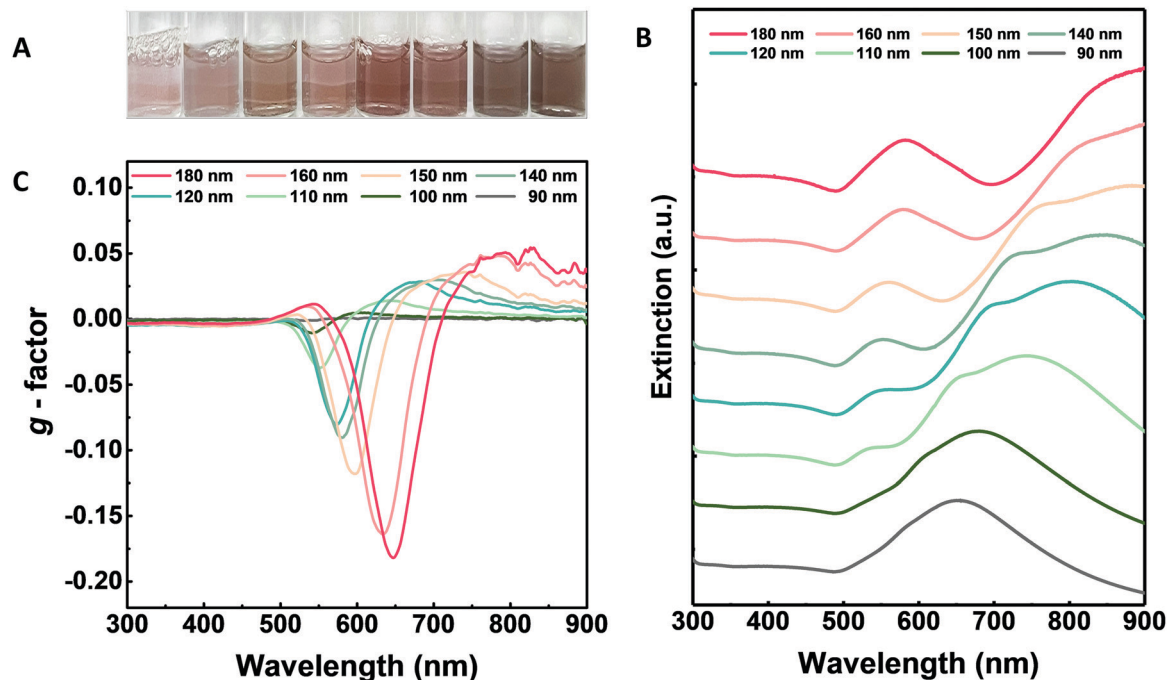 A
B
180 nm 160 nm 150 nm 140 nm
120 nm 110 nm 100 nm 90 nm
Extinction (a.u.)
300 400 500 600 700 800 900
Wavelength (nm)
C
180 nm 160 nm 150 nm 140 nm
120 nm 110 nm 100 nm 90 nm
0.10
0.05
0.00
-0.05
-0.10
-0.15
-0.20
g - factor
300 400 500 600 700 800 900
Wavelength (nm)